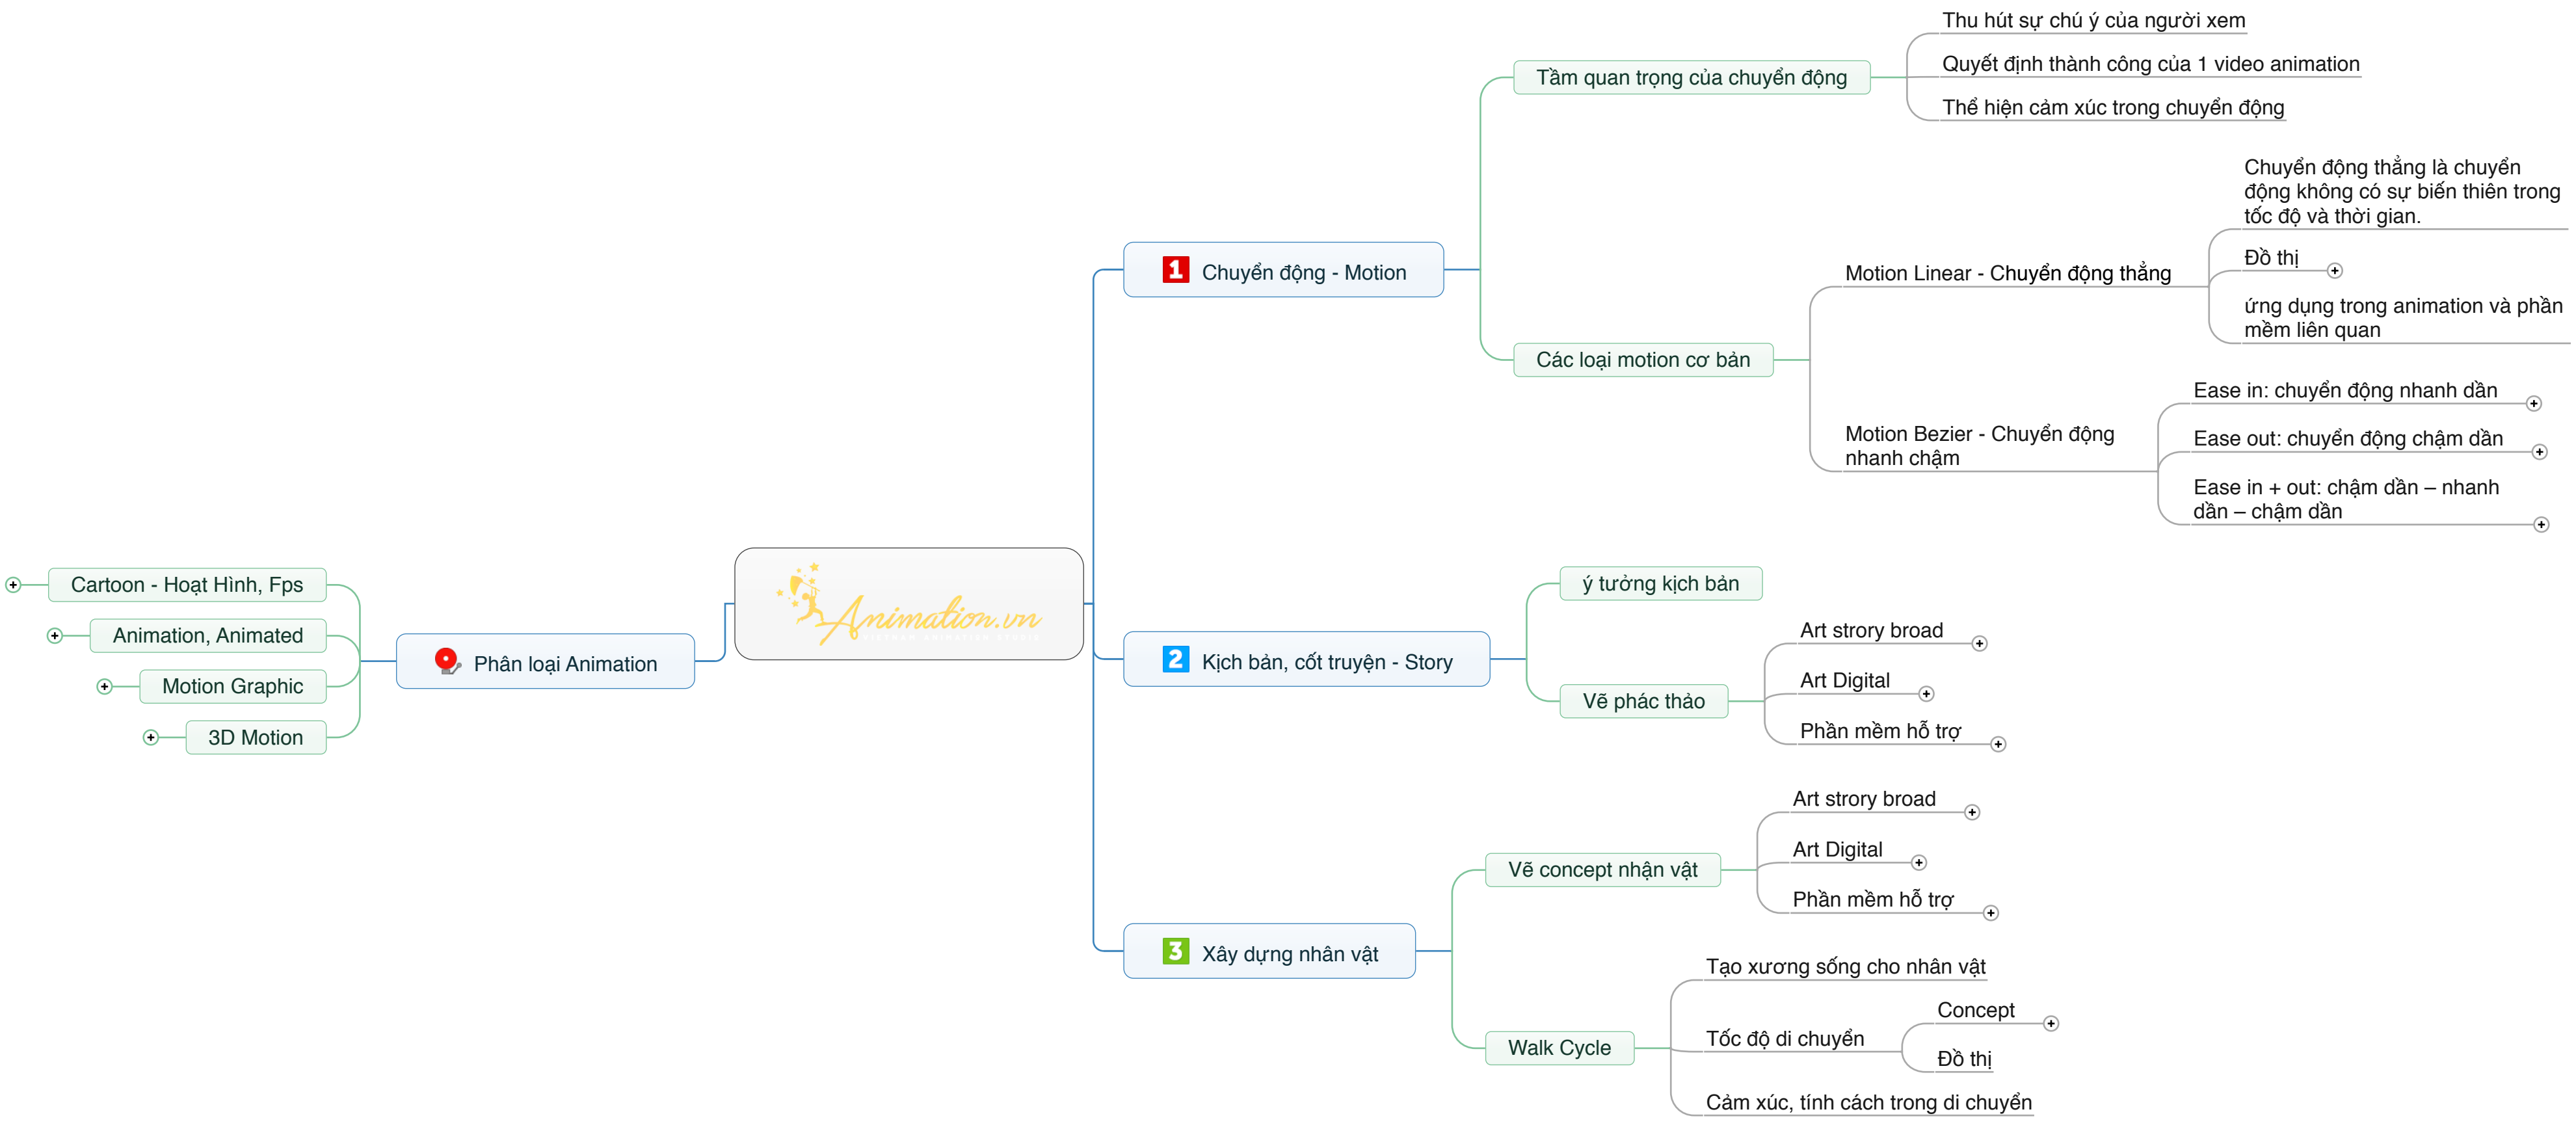 Thu hút sự chú ý của người xem
Quyết định thành công của 1 video animation
Thể hiện cảm xúc trong chuyển động
Tầm quan trọng của chuyển động
Chuyển động thẳng là chuyển
động không có sự biến thiên trong
tốc độ và thời gian.
Đồ thị
ứng dụng trong animation và phần
mềm liên quan
Motion Linear - Chuyển động thẳng
1 Chuyển động - Motion
Các loại motion cơ bản
Ease in: chuyển động nhanh dần
Ease out: chuyển động chậm dần
Ease in + out: chậm dần – nhanh
dần – chậm dần
Motion Bezier - Chuyển động
nhanh chậm
Cartoon - Hoạt Hình, Fps
Animation, Animated
Motion Graphic
3D Motion
Phân loại Animation
Animation.vn
VIETNAM ANIMATION STUDIO
2 Kịch bản, cốt truyện - Story
ý tưởng kịch bản
Vẽ phác thảo
Art strory broad
Art Digital
Phần mềm hỗ trợ
3 Xây dựng nhân vật
Vẽ concept nhận vật
Art strory broad
Art Digital
Phần mềm hỗ trợ
Walk Cycle
Tạo xương sống cho nhân vật
Tốc độ di chuyển
Concept
Đồ thị
Cảm xúc, tính cách trong di chuyển